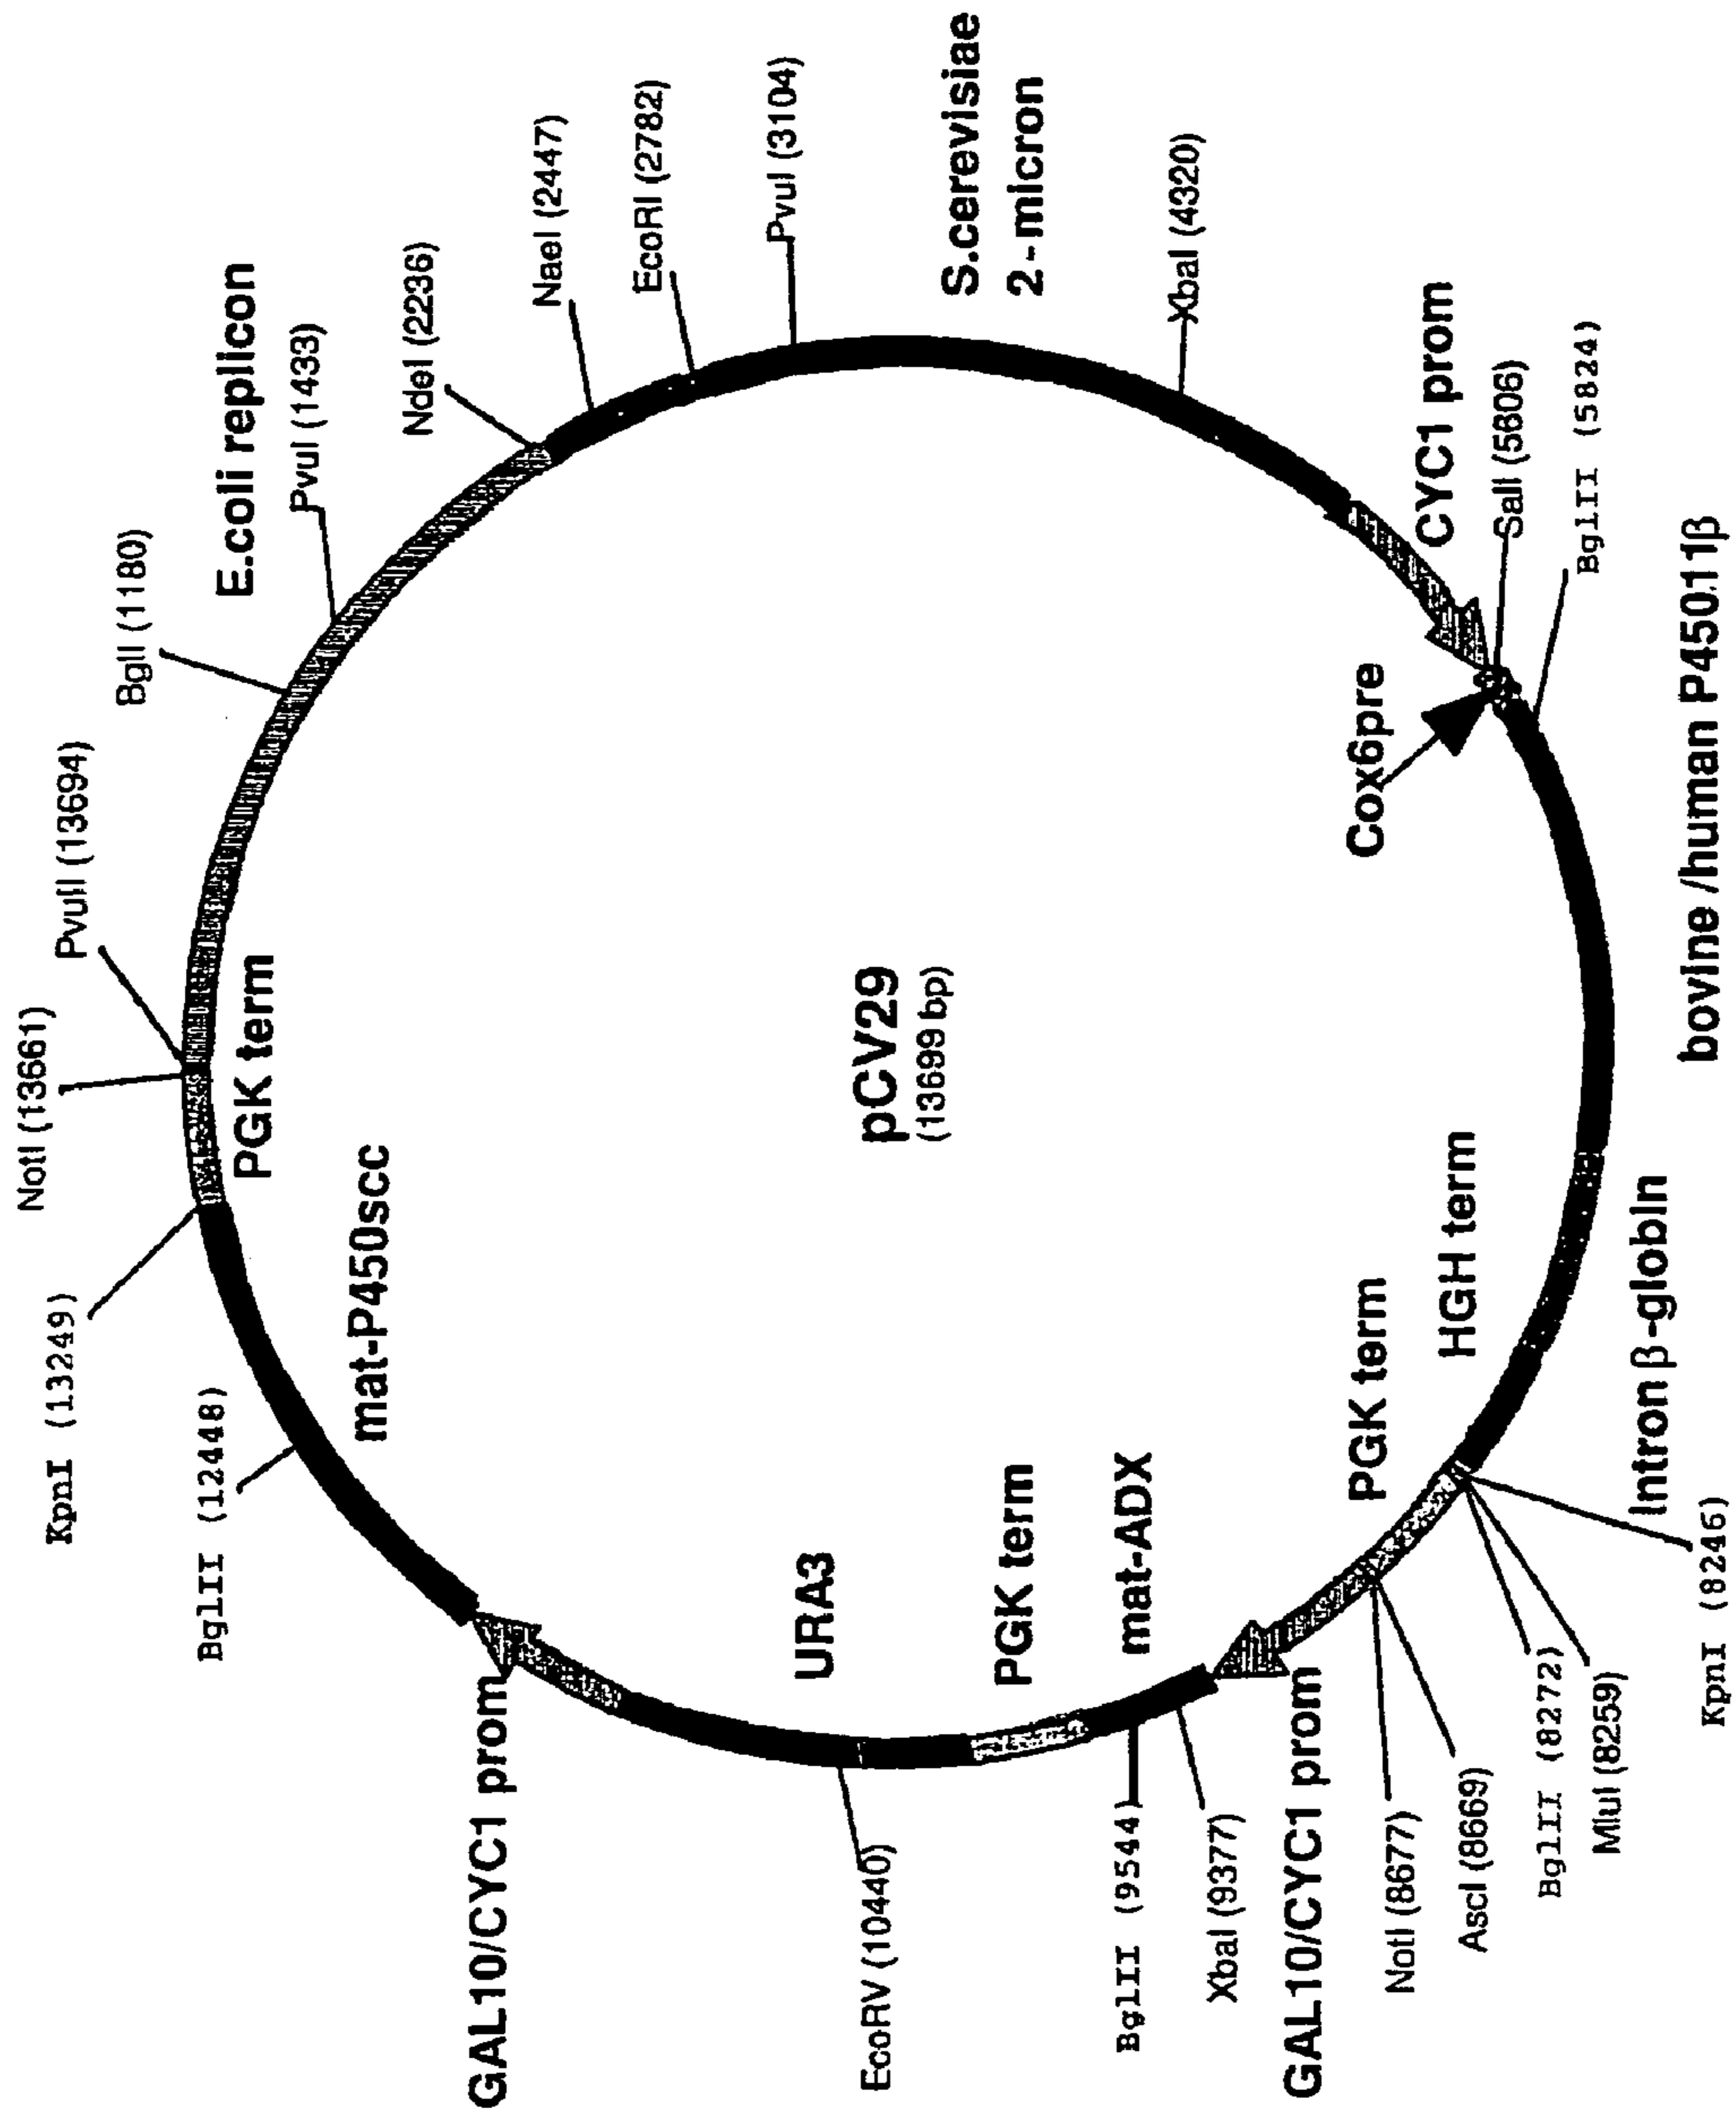 pCV29
(13699 bp)
PvuII (13694)
BglI (1180)
E.coli replicon
PvuI (1433)
NdeI (2236)
NaeI (2447)
EcoRI (2782)
PvuI (3104)
S.cerevisiae
2-micron
XbaI (4320)
CYC1 prom
SalI (5606)
BglII (5824)
Cox6pre
bovine /human P45011β
Intron β-globin
HGH term
KpnI (8246)
MluI (8259)
BglII (8272)
PGK term
AscI (8669)
NotI (8677)
GAL10/CYC1 prom
XbaI (9377)
BglII (9544)
mat-ADX
PGK term
URA3
EcoRV (10440)
GAL10/CYC1 prom
BglII (12448)
mat-P450scc
KpnI (13249)
PGK term
NotI (13661)